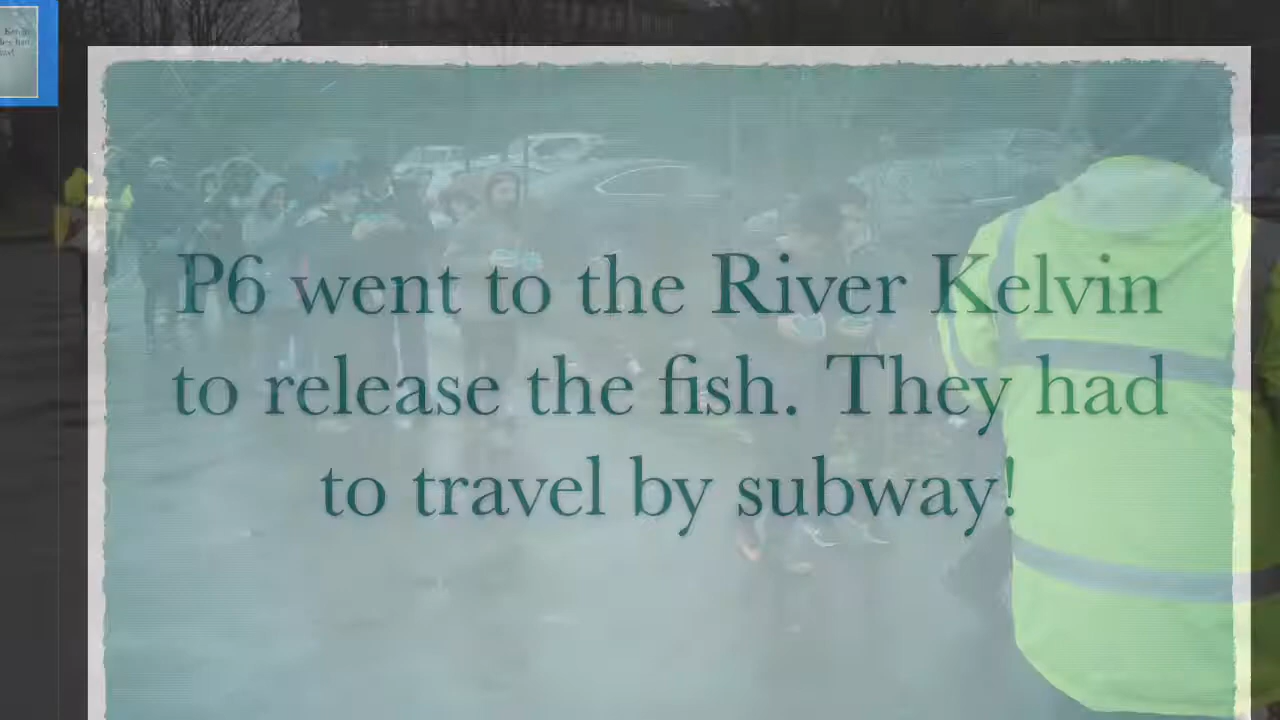 P6 went to the River Kelvin
to release the fish. They had
to travel by subway!